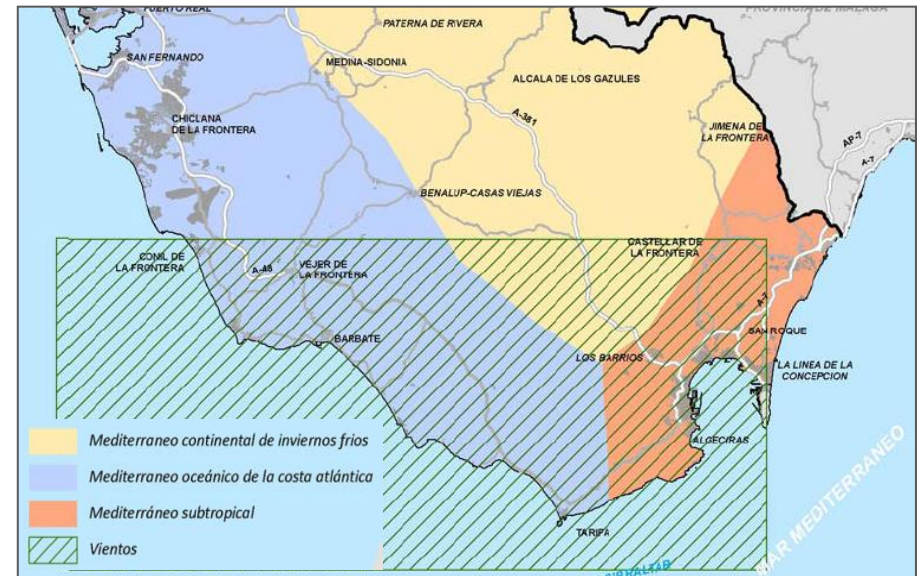 PUERTO REAL
PATERNA DE RIVERA
PROVINCIA DE MALAGA
SAN FERNANDO
MEDINA-SIDONIA
ALCALA DE LOS GAZULES
CHICLANA
DE LA FRONTERA
A-381
JIMENA DE
LA FRONTERA
AP-7
A-7
BENALUP-CASAS VIEJAS
CONIL DE
LA FRONTERA
A-48
VEJER DE
LA FRONTERA
CASTELLAR DE
LA FRONTERA
A-7
BARBATE
LOS BARRIOS
SAN ROQUE
LA LINEA DE LA
CONCEPCION
ALGECIRAS
TARIFA
MAR MEDITERRANEO
GIBRALTAR
Mediterraneo continental de inviernos frios
Mediterraneo oceánico de la costa atlántica
Mediterráneo subtropical
Vientos